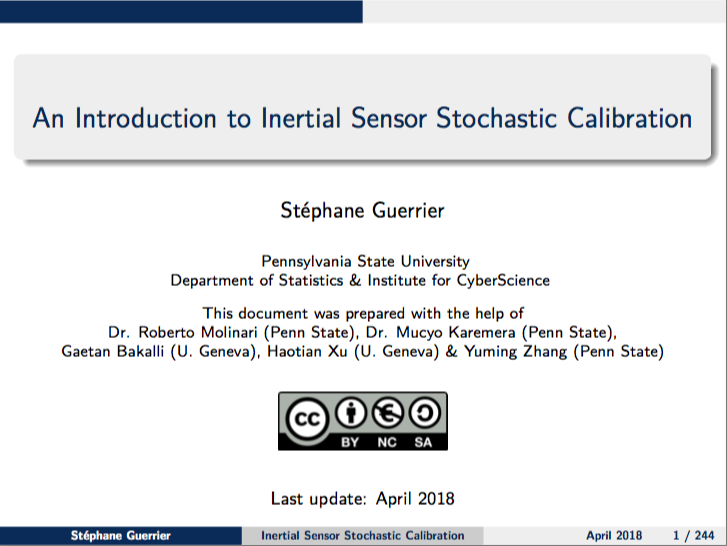 An Introduction to Inertial Sensor Stochastic Calibration
Stéphane Guerrier
Pennsylvania State University
Department of Statistics & Institute for CyberScience
This document was prepared with the help of
Dr. Roberto Molinari (Penn State), Dr. Mucyo Karemera (Penn State),
Gaetan Bakalli (U. Geneva), Haotian Xu (U. Geneva) & Yuming Zhang (Penn State)
cc
BY NC SA
Last update: April 2018
Stéphane Guerrier Inertial Sensor Stochastic Calibration April 2018 1 / 244